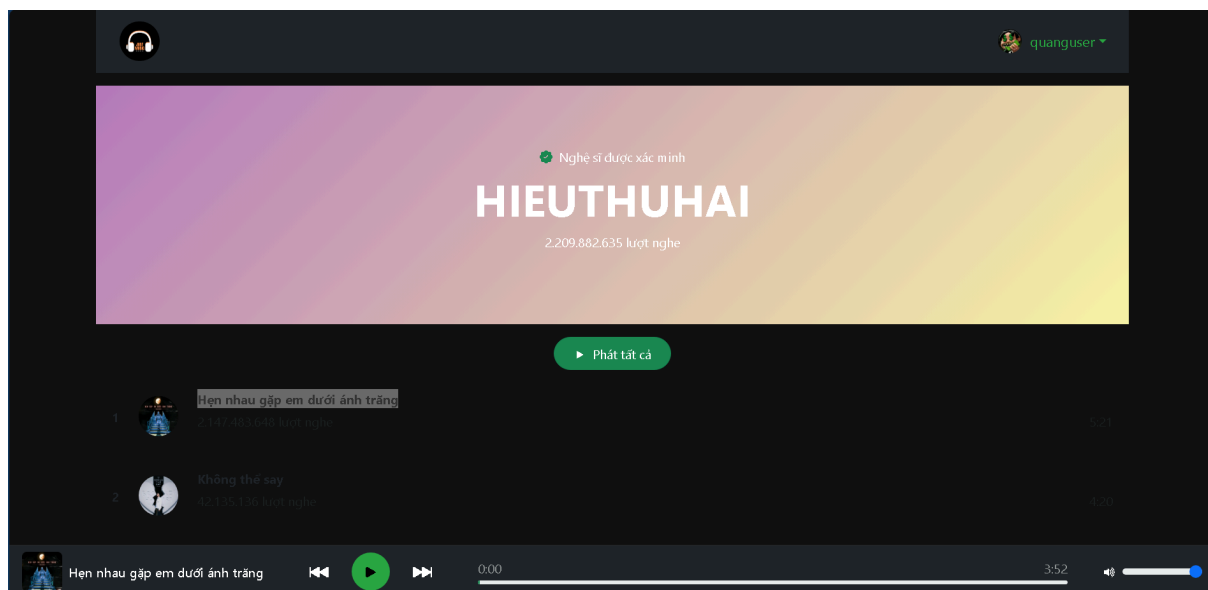 quanguser
Nghệ sĩ được xác minh
HIEUTHUHAI
2.209.882.635 lượt nghe
Phát tất cả
1
Hẹn nhau gặp em dưới ánh trăng
2.147.483.648 lượt nghe
5:21
2
Không thể say
42.135.136 lượt nghe
4:20
Hẹn nhau gặp em dưới ánh trăng
0:00
3:52